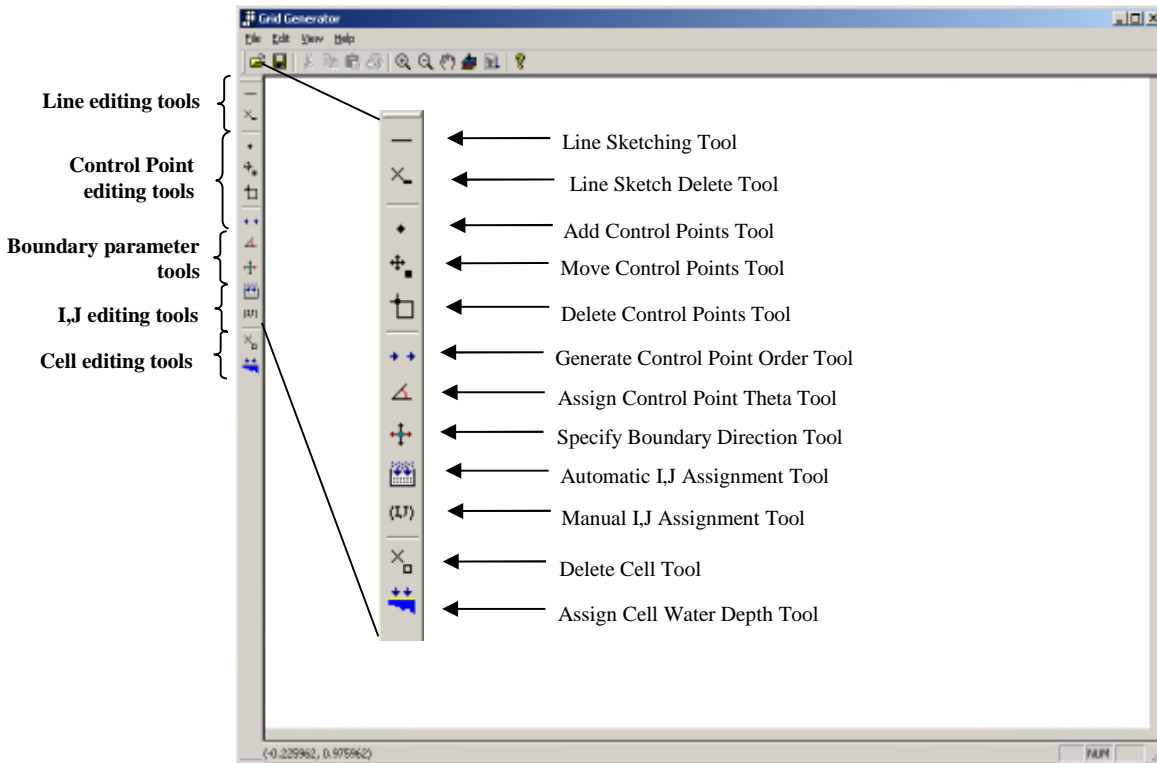 Grid Generator
File Edit View Help
Line editing tools
Control Point
editing tools
Boundary parameter
tools
I,J editing tools
Cell editing tools
Line Sketching Tool
Line Sketch Delete Tool
Add Control Points Tool
Move Control Points Tool
Delete Control Points Tool
Generate Control Point Order Tool
Assign Control Point Theta Tool
Specify Boundary Direction Tool
Automatic I,J Assignment Tool
(I,J) Manual I,J Assignment Tool
Delete Cell Tool
Assign Cell Water Depth Tool
(-0.225962, 0.975962) NUM